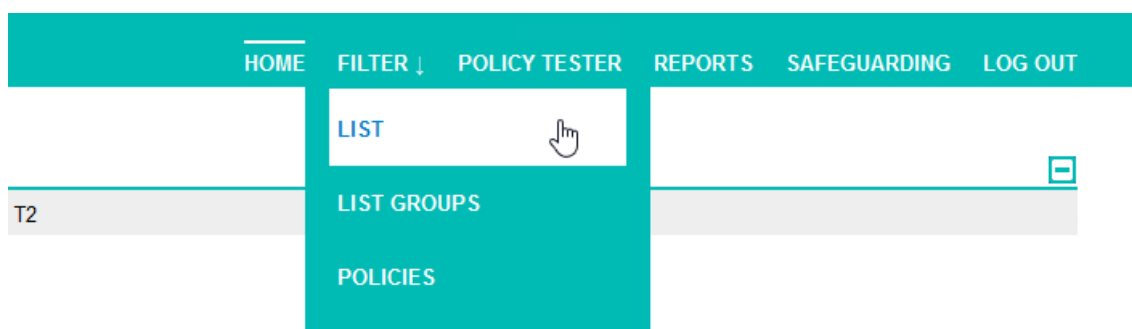 HOME FILTER ↓ POLICY TESTER REPORTS SAFEGUARDING LOG OUT
LIST
LIST GROUPS
T2
POLICIES